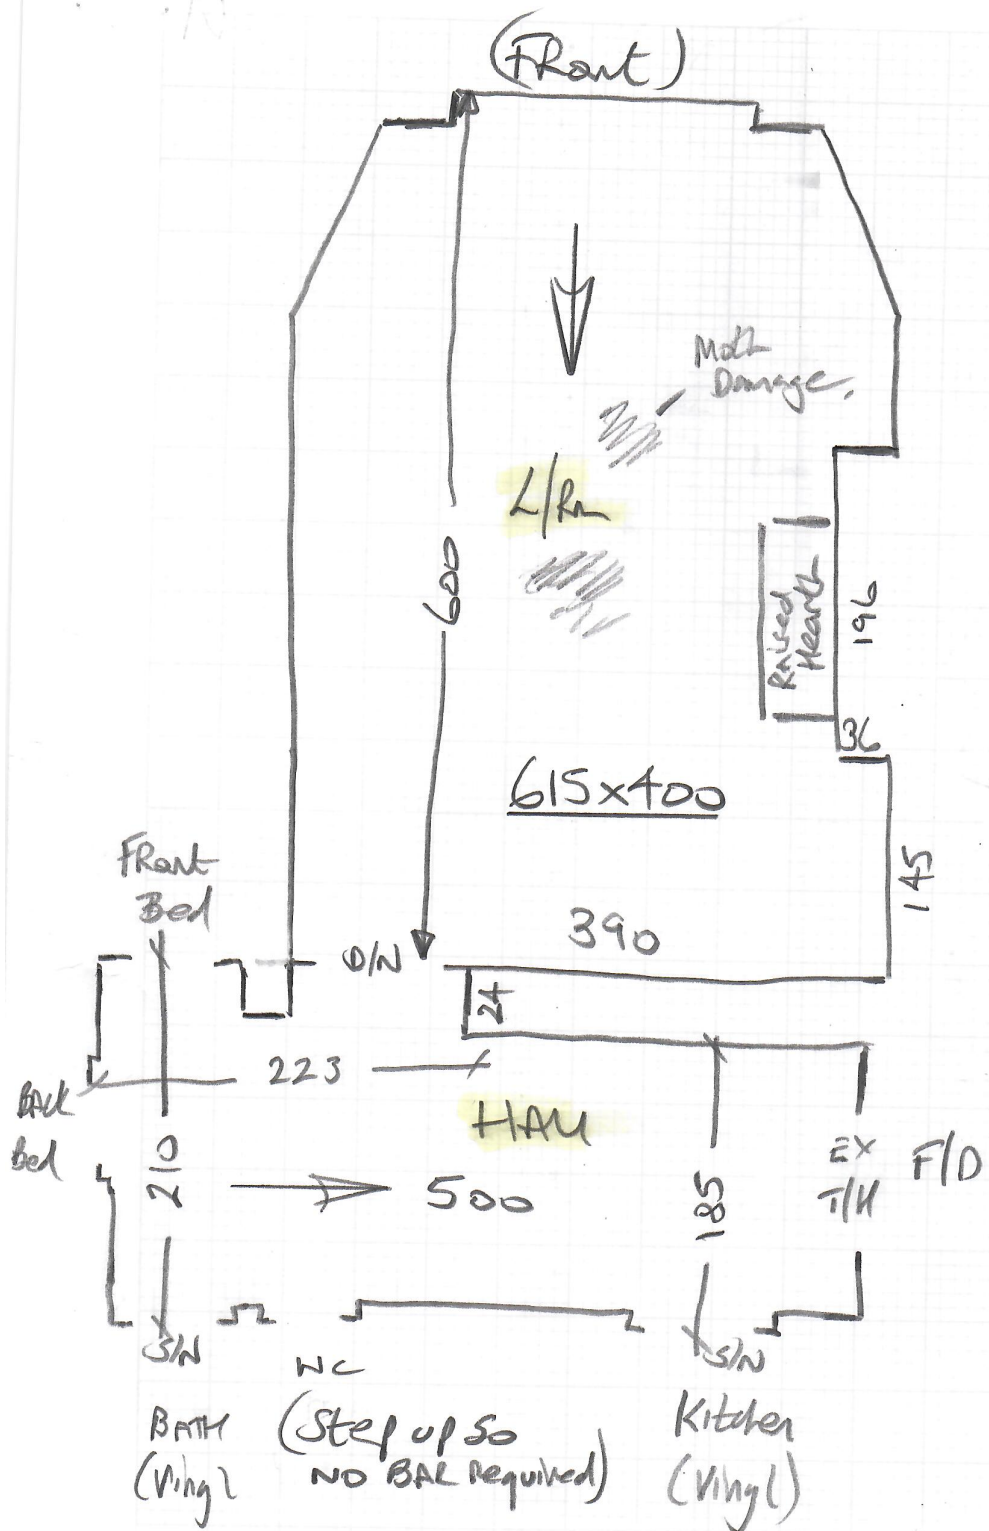 (FRont)
Moth
Damage.
L/Rm
600
Raised
Hearth
196
36
615x400
145
FRont
Bed
390
D/N
24
223
BACK
Bed
HALL
210
500
185
EX
T/H
F/D
S/N
WC
S/N
BATH
(Vinyl
(Step up so
NO BAR Required)
Kitchen
(Vinyl)